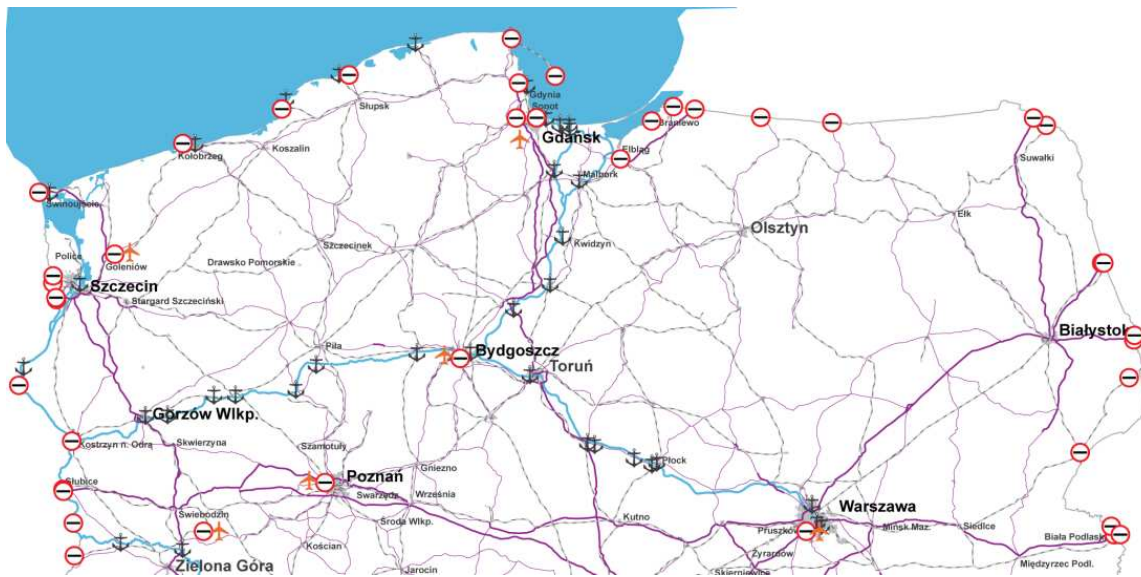 Gdynia
Sopot
Słupsk
Gdańsk
Braniewo
Koszalin
Kołobrzeg
Elbląg
Suwałki
Malbork
Świnoujście
Ełk
Olsztyn
Kwidzyn
Szczecinek
Police
Drawsko Pomorskie
Goleniów
Szczecin
Stargard Szczeciński
Białystok
Piła
Bydgoszcz
Toruń
Gorzów Wlkp.
Kostrzyn n. Odrą
Skwierzyna
Szamotuły
Płock
Gniezno
Poznań
Słubice
Swarzędz
Września
Warszawa
Świebodzin
Środa Wlkp.
Kutno
Pruszków
Mińsk Maz.
Siedlce
Biała Podlaska
Kościan
Żyrardów
Zielona Góra
Jarocin
Skierniewice
Międzyrzec Podl.